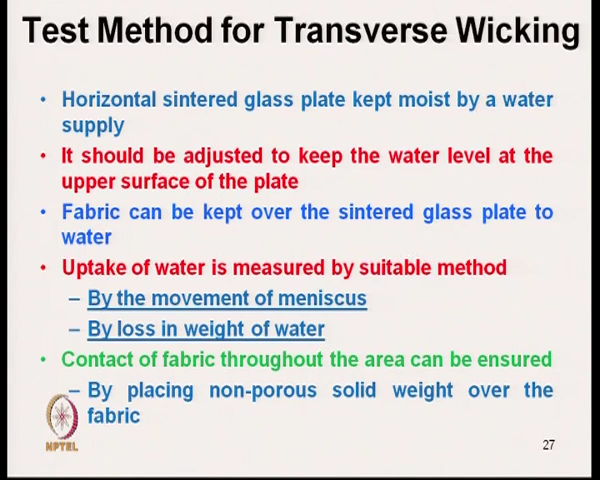 Test Method for Transverse Wicking
• Horizontal sintered glass plate kept moist by a water
supply
• It should be adjusted to keep the water level at the
upper surface of the plate
• Fabric can be kept over the sintered glass plate to
water
• Uptake of water is measured by suitable method
– By the movement of meniscus
– By loss in weight of water
• Contact of fabric throughout the area can be ensured
– By placing non-porous solid weight over the
fabric
NPTEL
27